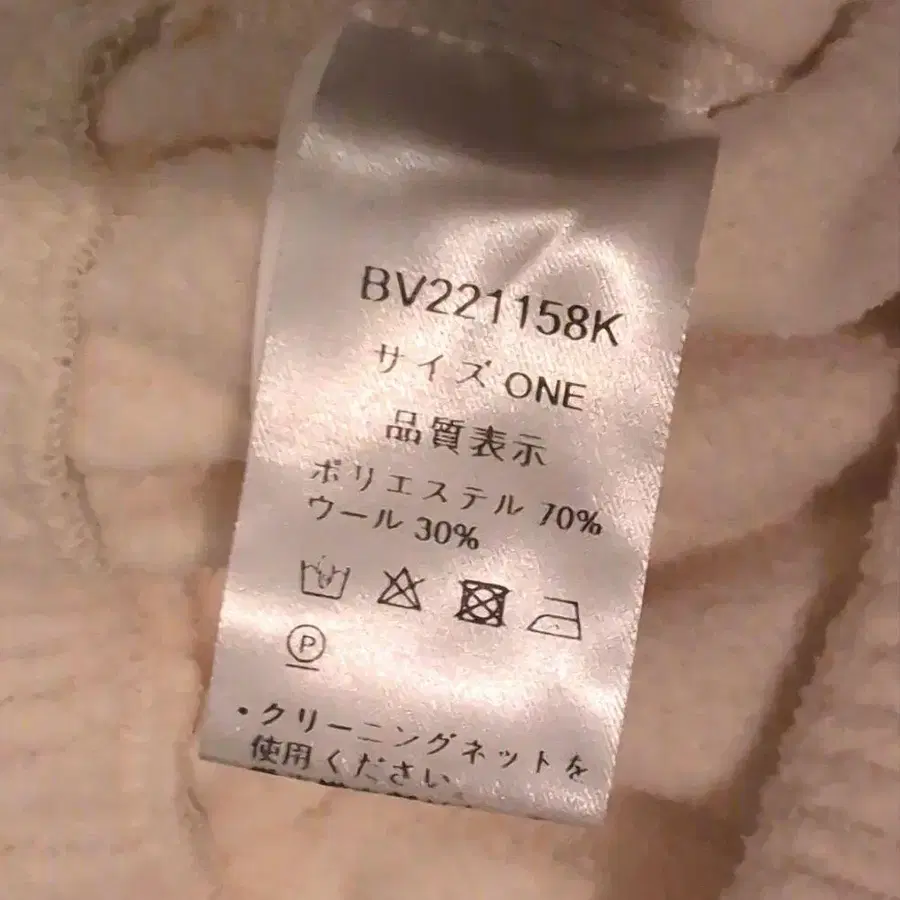 BV221158K
サイズ ONE
品質表示
ポリエステル 70%
ウール 30%
P
・クリーニングネットを
使用ください